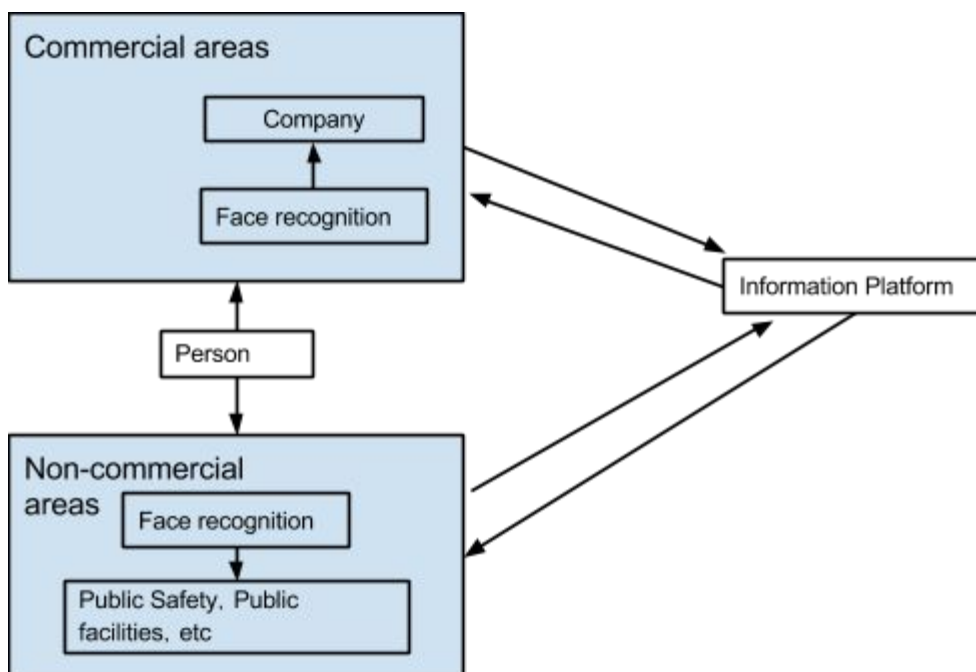 Commercial areas
Company
Face recognition
Information Platform
Person
Non-commercial
areas
Face recognition
Public Safety, Public
facilities, etc